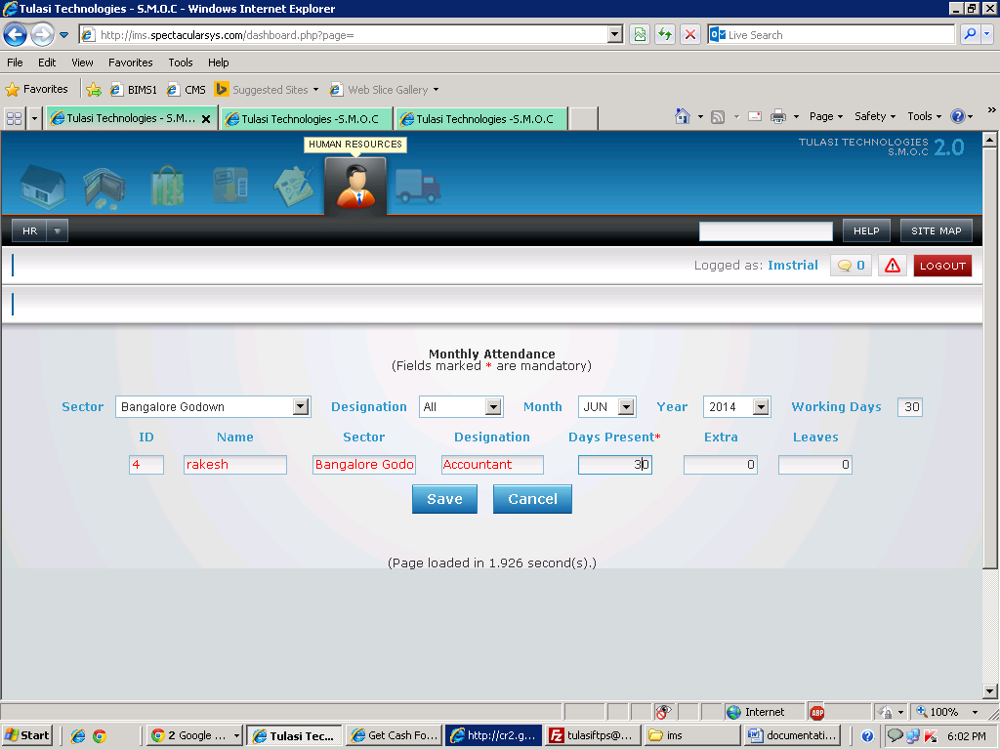 Tulasi Technologies - S.M.O.C - Windows Internet Explorer
http://ims.spectacularsys.com/dashboard.php?page=
Live Search
File Edit View Favorites Tools Help
Favorites BIMS1 CMS Suggested Sites Web Slice Gallery
Tulasi Technologies - S.M... Tulasi Technologies -S.M.O.C Tulasi Technologies -S.M.O.C Page Safety Tools »
HUMAN RESOURCES
TULASI TECHNOLOGIES
S.M.O.C 2.0
HR HELP SITE MAP
Logged as: Imstrial 0 LOGOUT
Monthly Attendance
(Fields marked * are mandatory)
Sector Bangalore Godown Designation All Month JUN Year 2014 Working Days 30
ID Name Sector Designation Days Present* Extra Leaves
4 rakesh Bangalore Godo Accountant 30 0 0
Save Cancel
(Page loaded in 1.926 second(s).)
Internet ABP 100%
Start 2 Google ... Tulasi Tec... Get Cash Fo... http://cr2.g... tulasiftps@... ims documentati... 6:02 PM